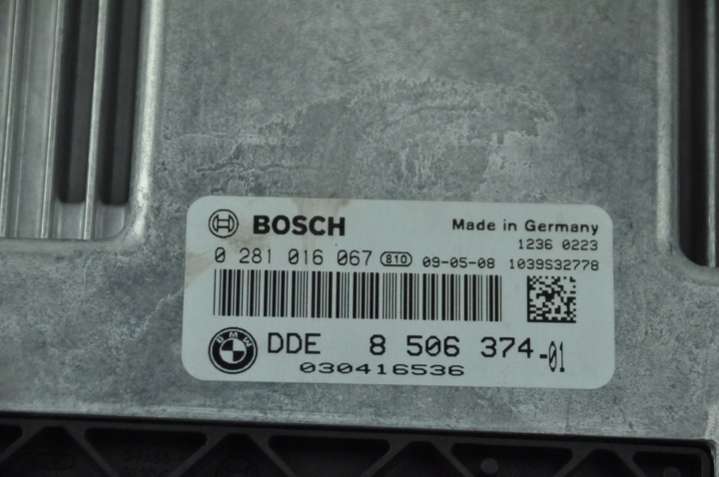 BOSCH Made in Germany
1236 0223
0 281 016 067 810 09-05-08 1039S32778
BMW DDE 8 506 374-01
030416536